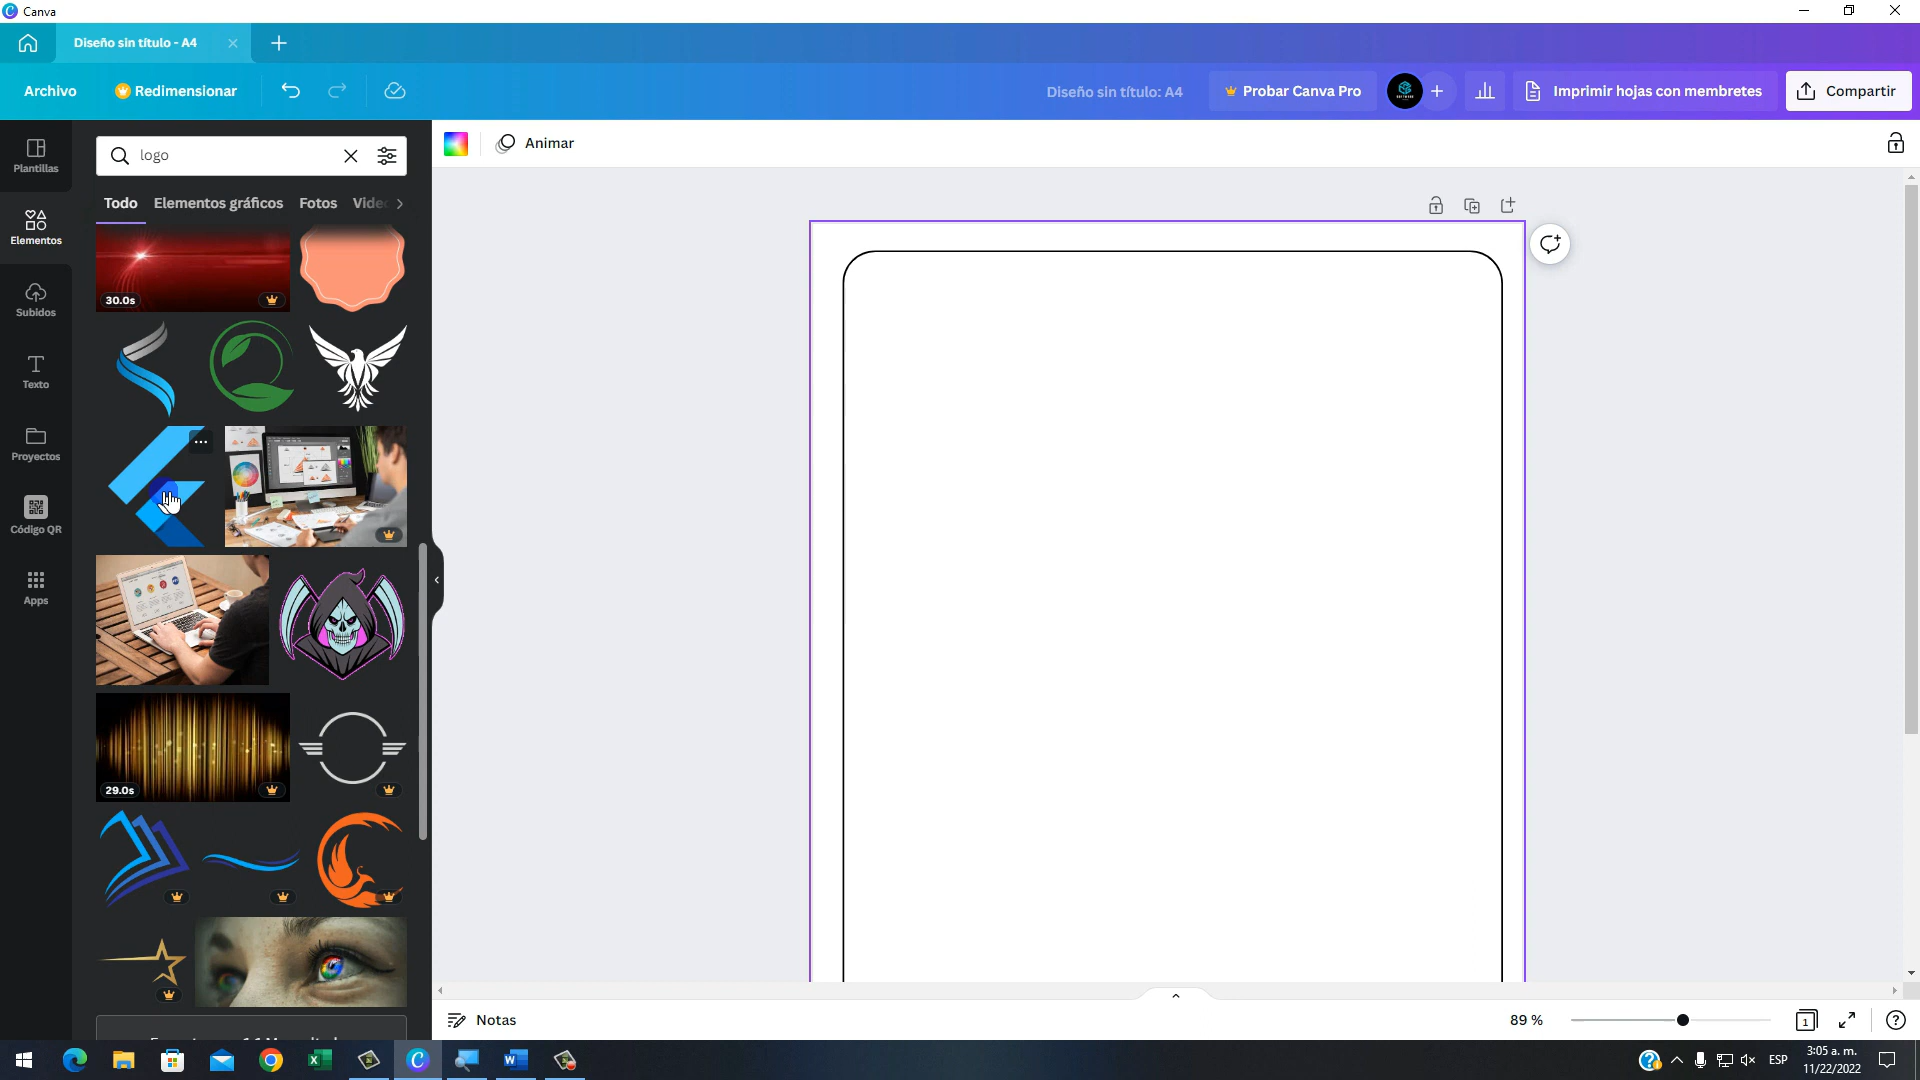 Canva
Diseño sin título - A4
Archivo
Redimensionar
Diseño sin título: A4
Probar Canva Pro
Imprimir hojas con membretes
Compartir
Plantillas
Elementos
Subidos
Texto
Proyectos
Código QR
Apps
logo
Todo
Elementos gráficos
Fotos
Animar
30.0s
29.0s
Notas
89 %
1
ESP
3:05 a. m.
11/22/2022